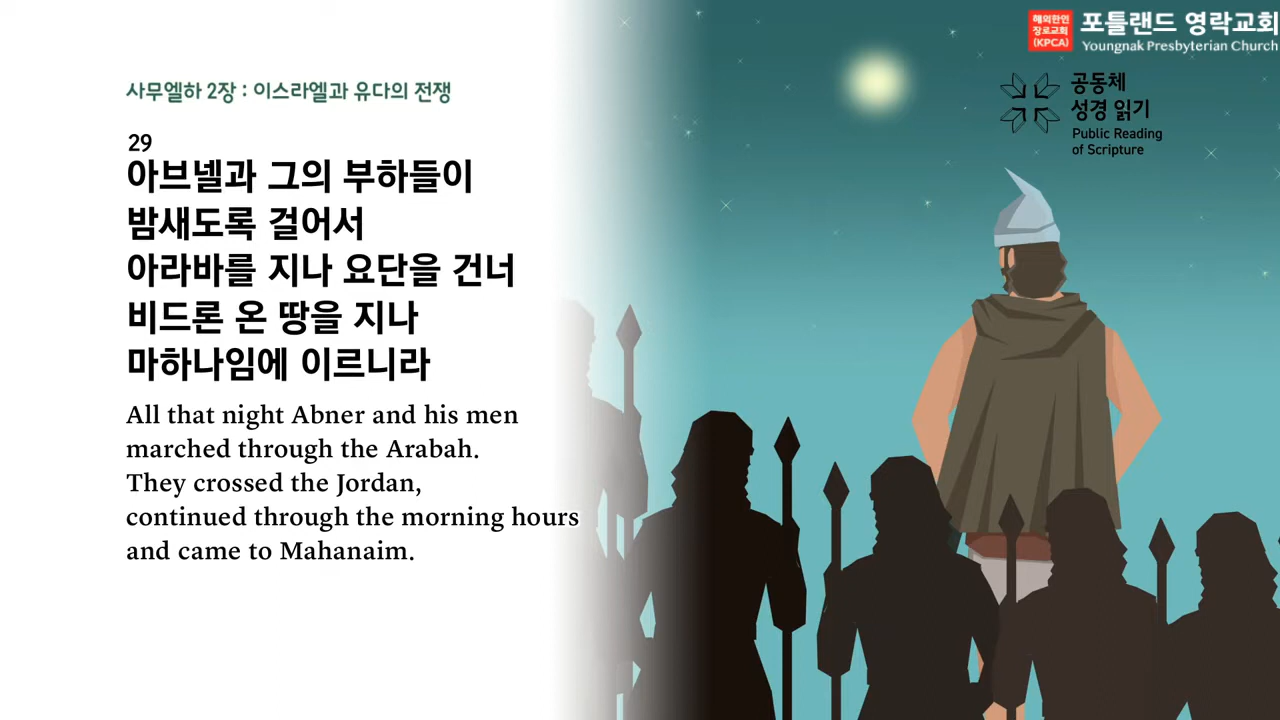 해외한인
장로교회
(KPCA)
포틀랜드 영락교회
Youngnak Presbyterian Church
공동체
성경 읽기
Public Reading
of Scripture
사무엘하 2장 : 이스라엘과 유다의 전쟁
29
아브넬과 그의 부하들이
밤새도록 걸어서
아라바를 지나 요단을 건너
비드론 온 땅을 지나
마하나임에 이르니라
All that night Abner and his men
marched through the Arabah.
They crossed the Jordan,
continued through the morning hours
and came to Mahanaim.